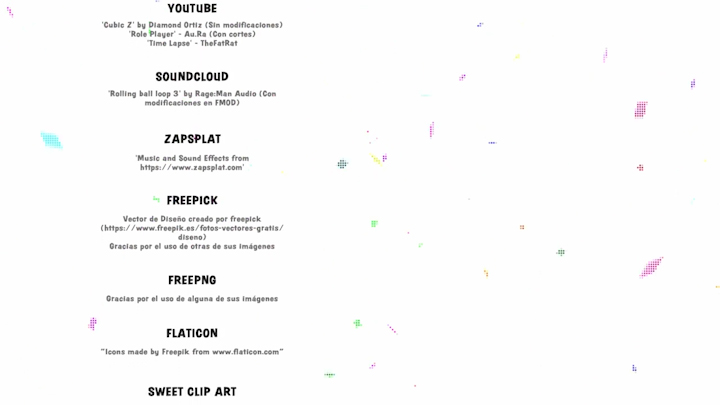 YOUTUBE
'Cubic Z' by Diamond Ortiz (Sin modificaciones)
'Role Player' - Au.Ra (Con cortes)
'Time Lapse' - TheFatRat
SOUNDCLOUD
'Rolling ball loop 3' by Rage:Man Audio (Con
modificaciones en FMOD)
ZAPSPLAT
'Music and Sound Effects from
https://www.zapsplat.com'
FREEPICK
Vector de Diseño creado por freepick
(https://www.freepik.es/fotos-vectores-gratis/
diseno)
Gracias por el uso de otras de sus imágenes
FREEPNG
Gracias por el uso de alguna de sus imágenes
FLATICON
"Icons made by Freepik from www.flaticon.com"
SWEET CLIP ART